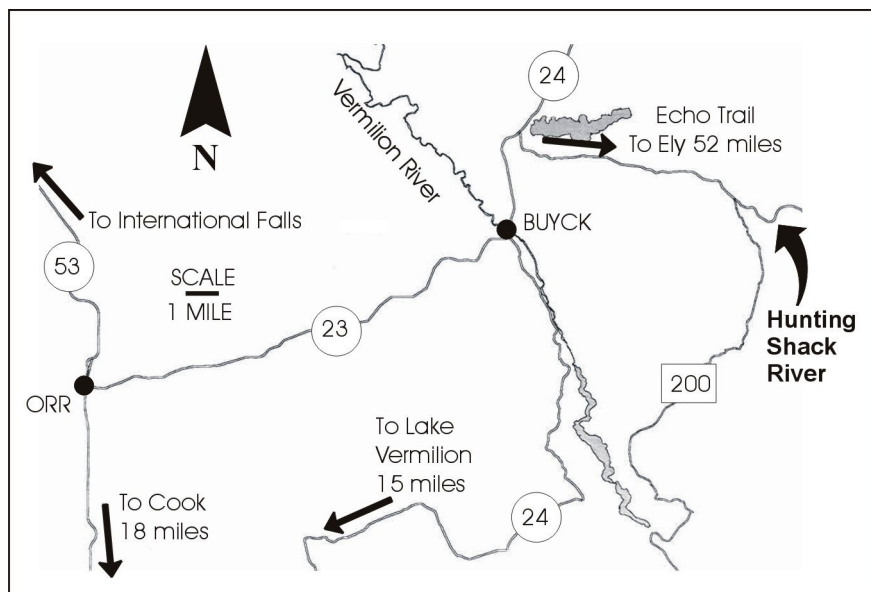 24
Vermilion River
Echo Trail
To Ely 52 miles
N
To International Falls
BUYCK
53
SCALE
1 MILE
23
Hunting
Shack
River
200
ORR
To Lake
Vermilion
15 miles
To Cook
18 miles
24